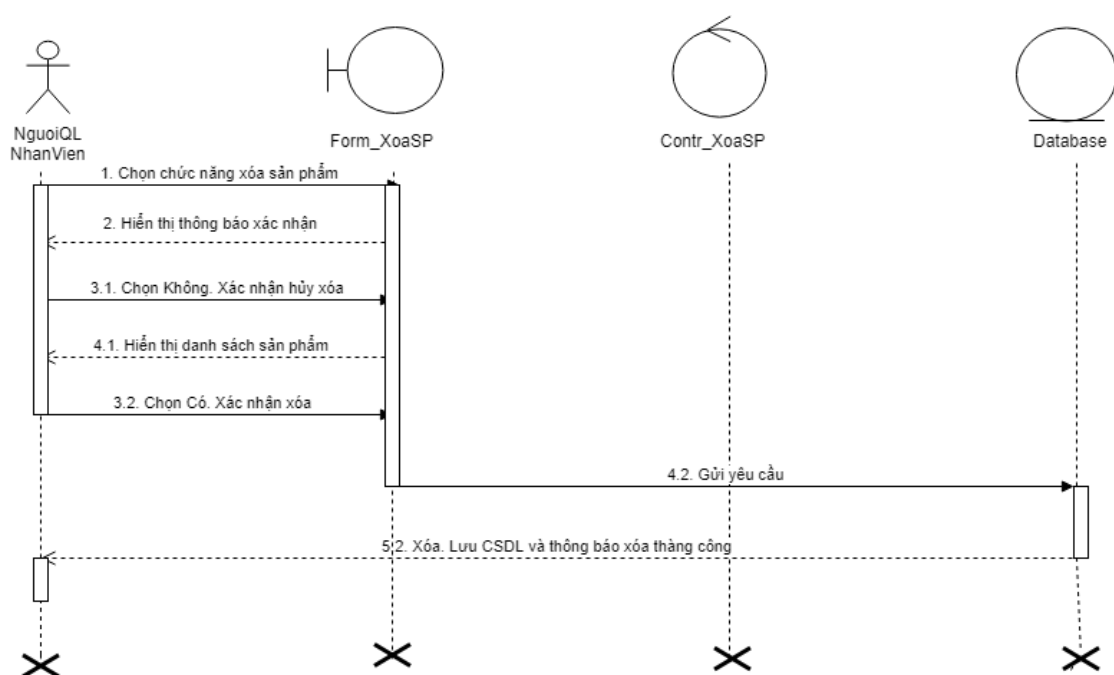 NguoiQL
NhanVien
Form_XoaSP
Contr_XoaSP
Database
1. Chọn chức năng xóa sản phẩm
2. Hiển thị thông báo xác nhận
3.1. Chọn Không. Xác nhận hủy xóa
4.1. Hiển thị danh sách sản phẩm
3.2. Chọn Có. Xác nhận xóa
4.2. Gửi yêu cầu
5.2. Xóa. Lưu CSDL và thông báo xóa thàng công